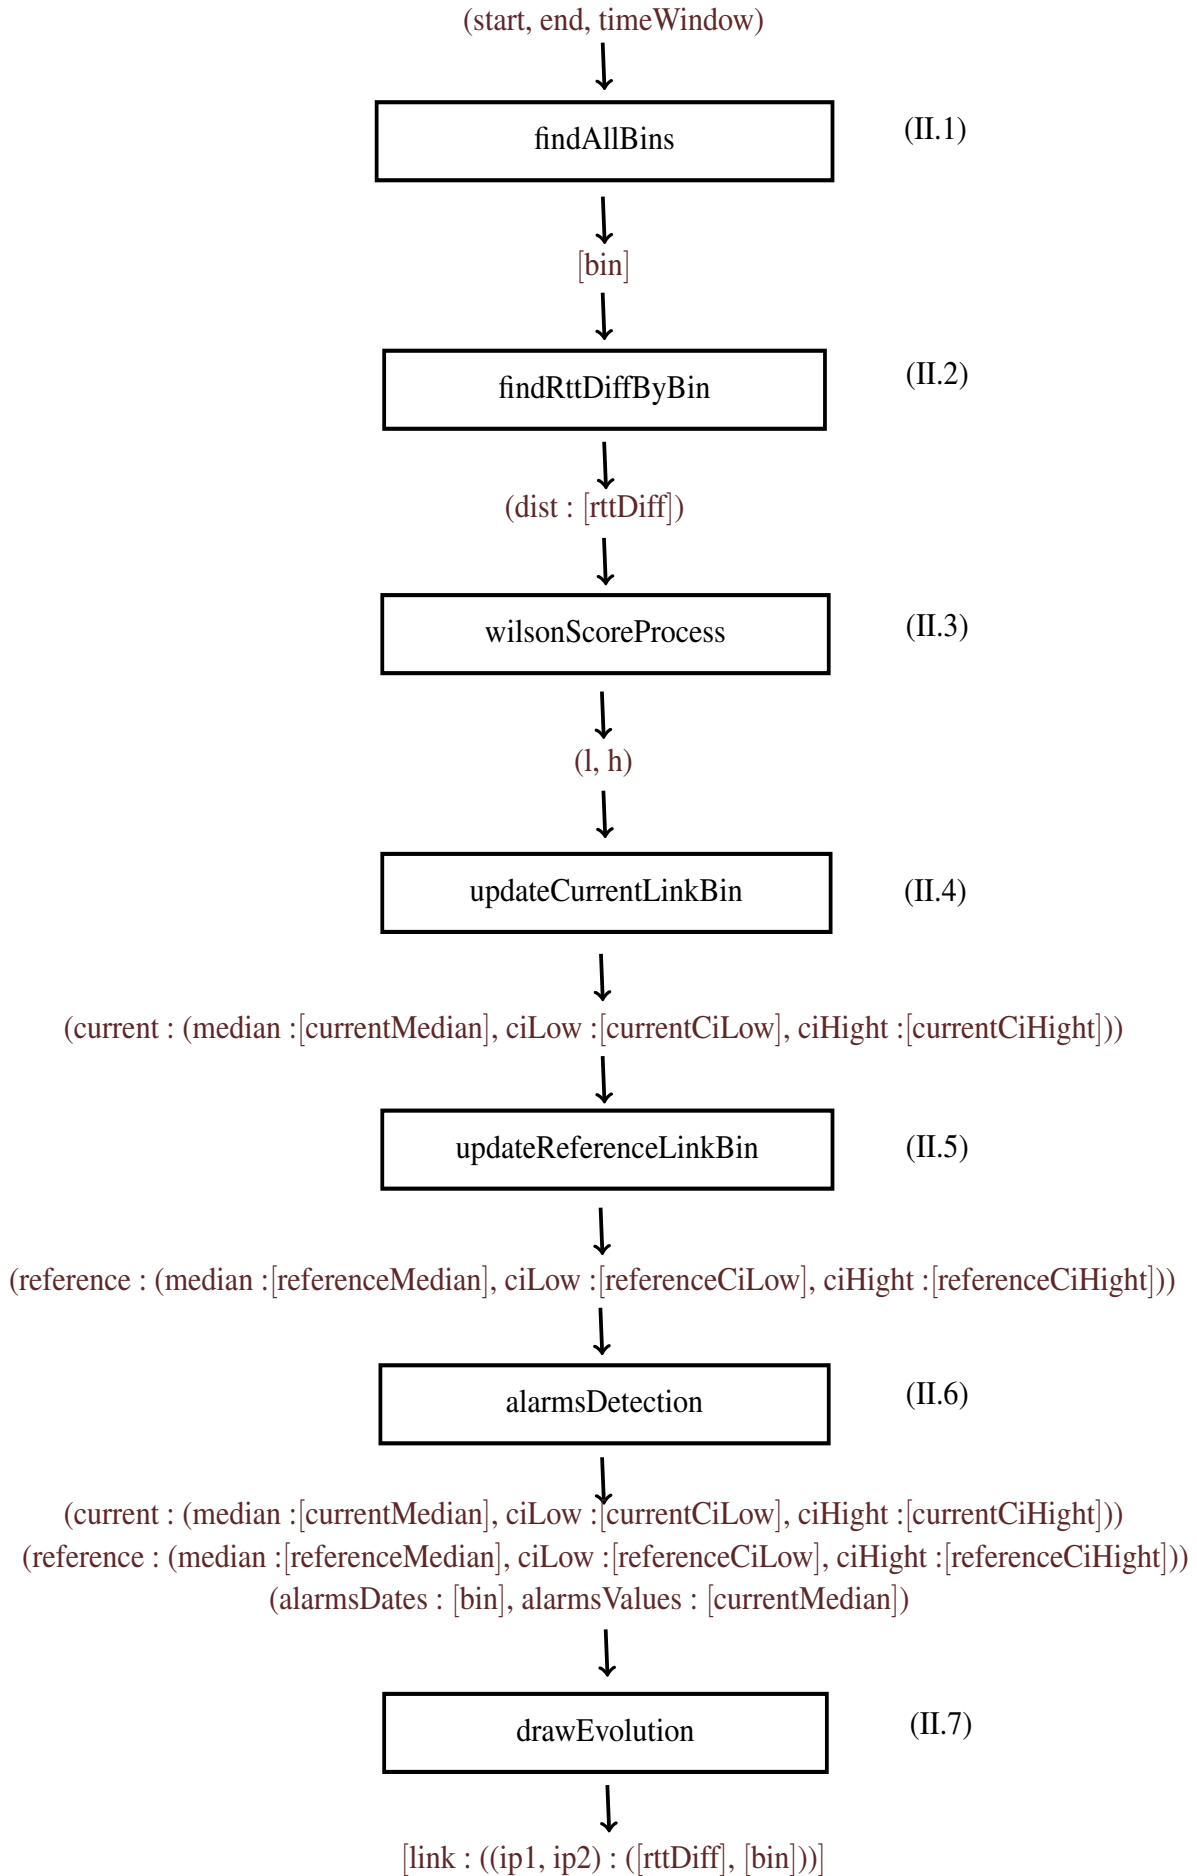 (start, end, timeWindow)
findAllBins
(II.1)
[bin]
findRttDiffByBin
(II.2)
(dist : [rttDiff])
wilsonScoreProcess
(II.3)
(l, h)
updateCurrentLinkBin
(II.4)
(current : (median :[currentMedian], ciLow :[currentCiLow], ciHight :[currentCiHight]))
updateReferenceLinkBin
(II.5)
(reference : (median :[referenceMedian], ciLow :[referenceCiLow], ciHight :[referenceCiHight]))
alarmsDetection
(II.6)
(current : (median :[currentMedian], ciLow :[currentCiLow], ciHight :[currentCiHight]))
(reference : (median :[referenceMedian], ciLow :[referenceCiLow], ciHight :[referenceCiHight]))
(alarmsDates : [bin], alarmsValues : [currentMedian])
drawEvolution
(II.7)
[link : ((ip1, ip2) : ([rttDiff], [bin]))]